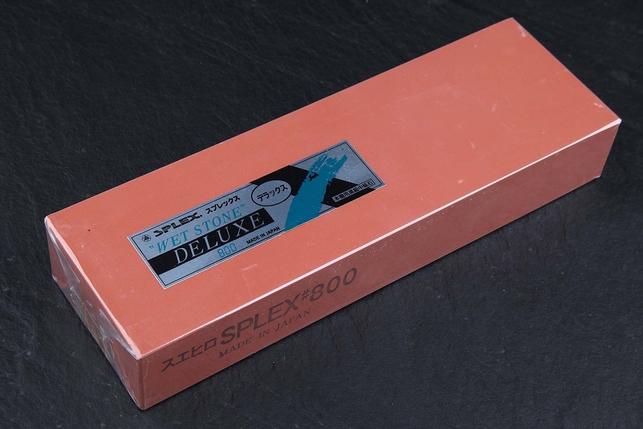 SPLEX. スプレックス
"WET STONE"
デラックス
DELUXE
800 MADE IN JAPAN
スエヒロ SPLEX#800
MADE IN JAPAN